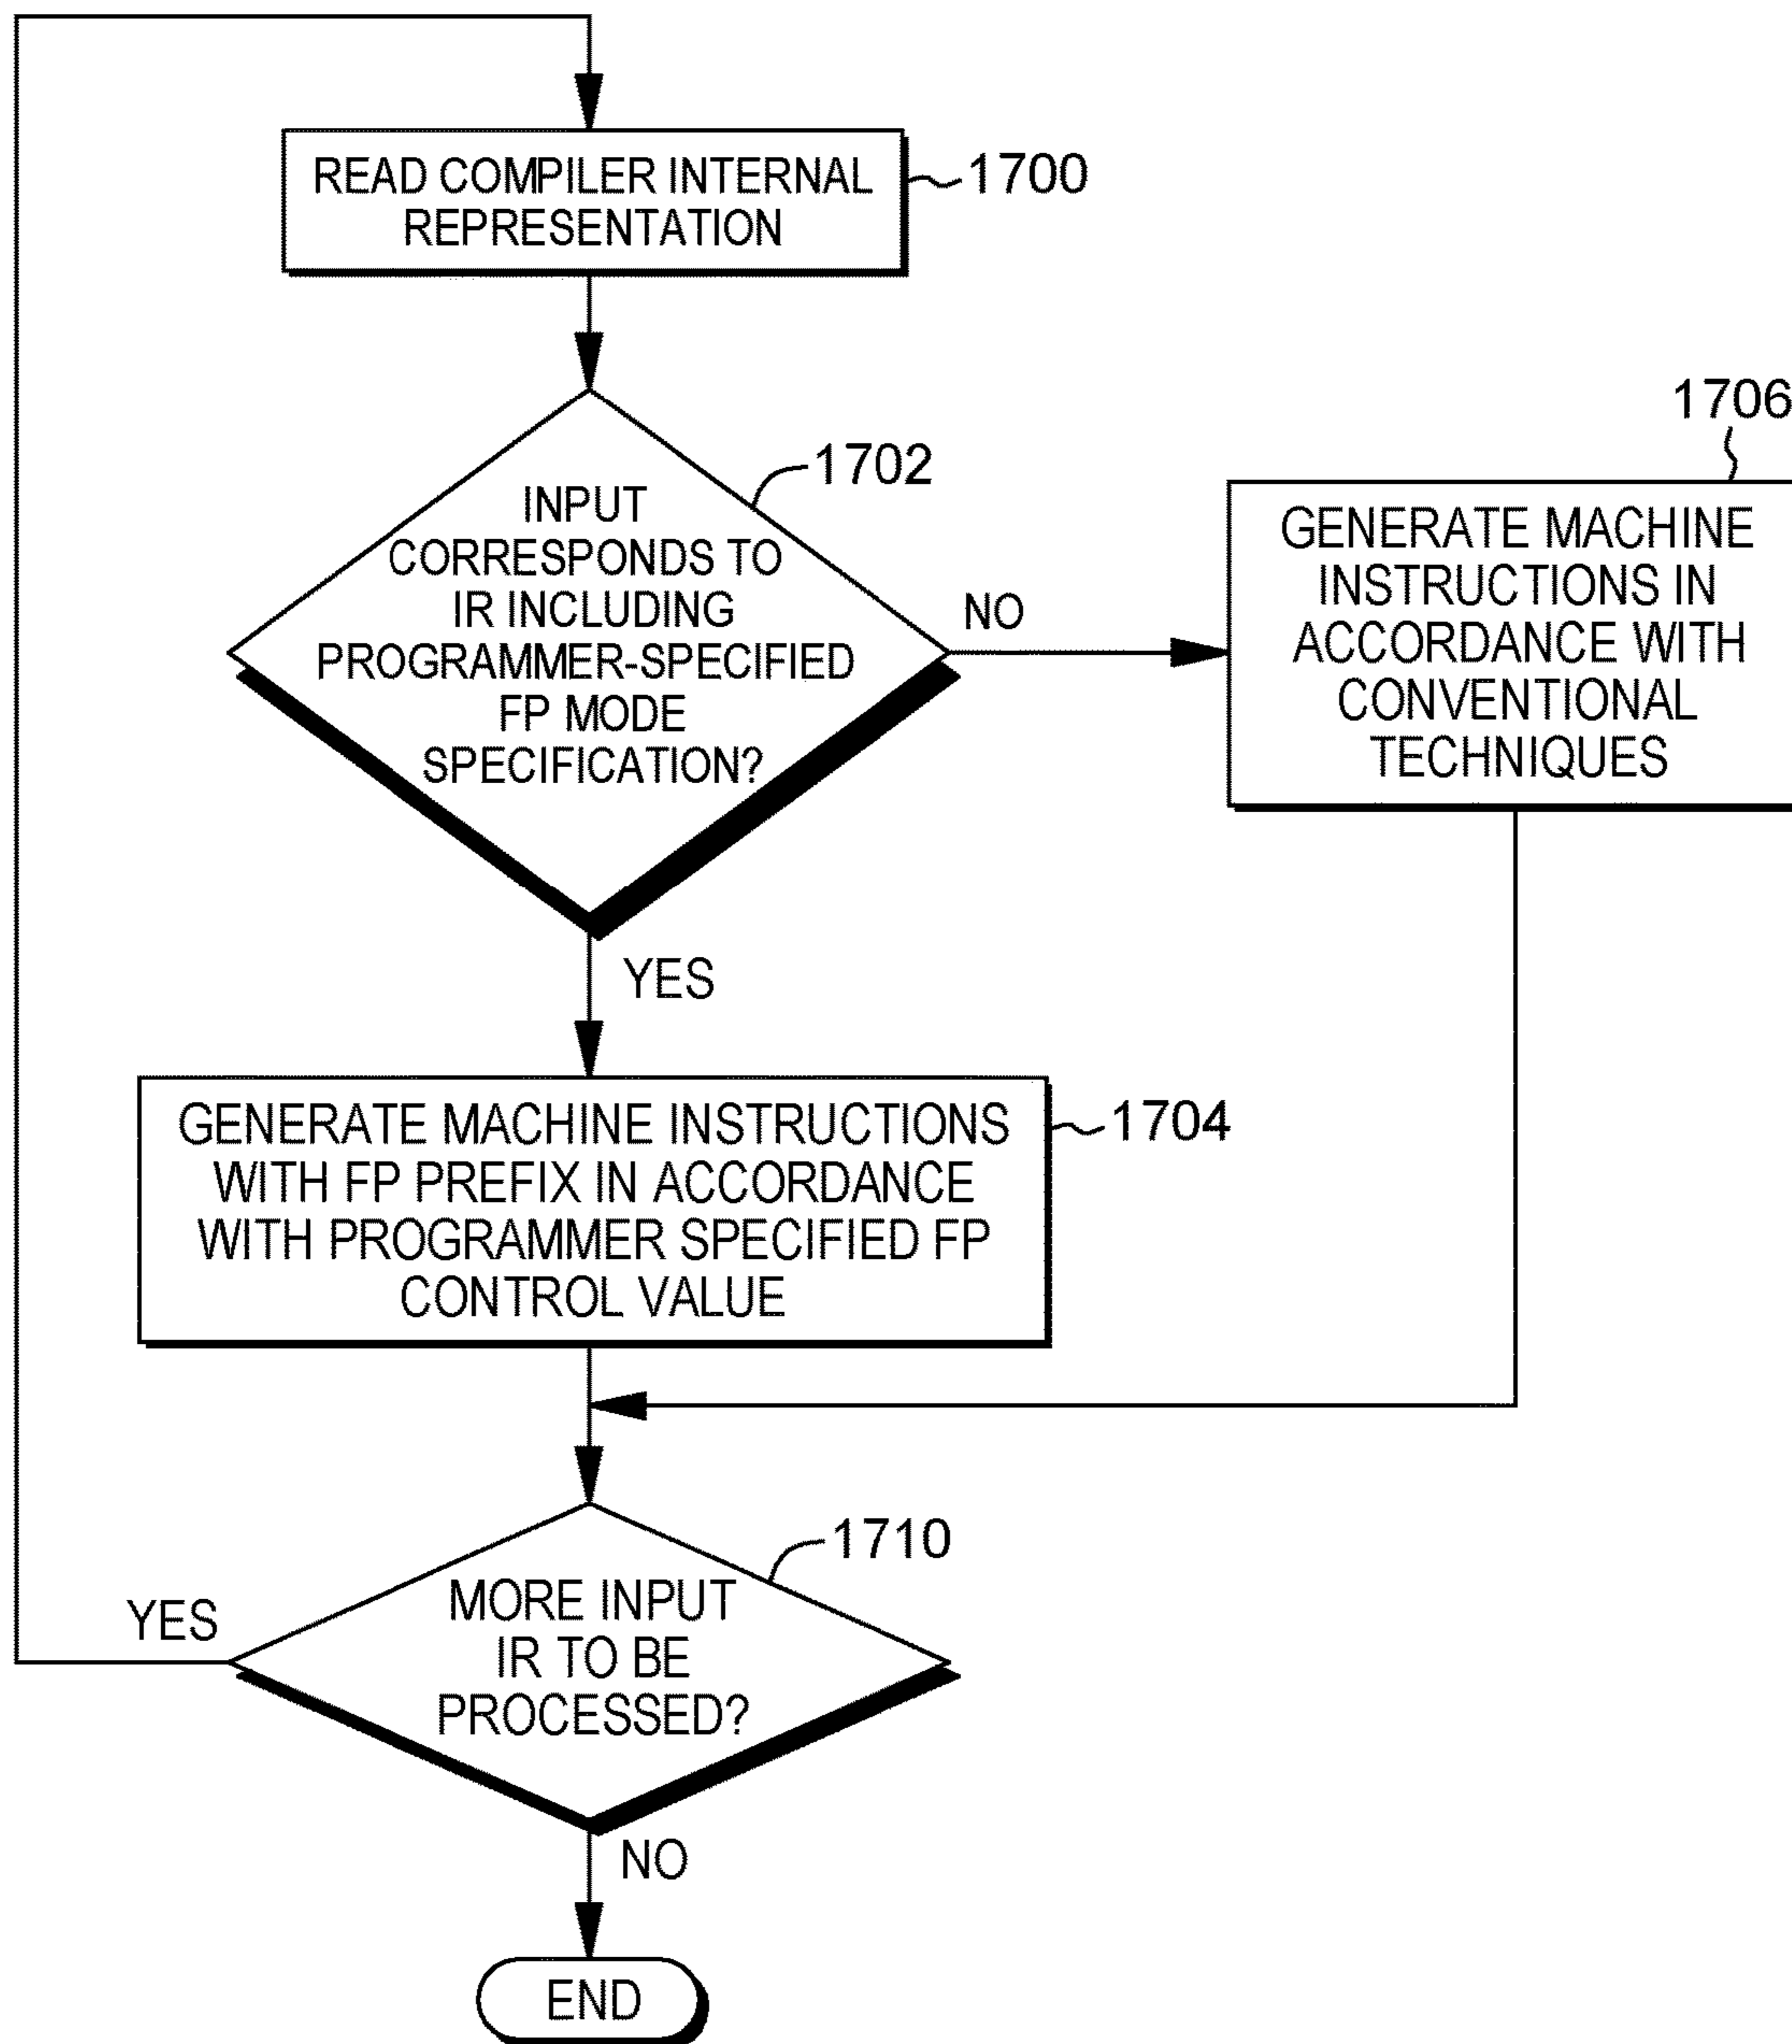 READ COMPILER INTERNAL
REPRESENTATION
1700
1702
INPUT
CORRESPONDS TO
IR INCLUDING
PROGRAMMER-SPECIFIED
FP MODE
SPECIFICATION?
NO
1706
GENERATE MACHINE
INSTRUCTIONS IN
ACCORDANCE WITH
CONVENTIONAL
TECHNIQUES
YES
GENERATE MACHINE INSTRUCTIONS
WITH FP PREFIX IN ACCORDANCE
WITH PROGRAMMER SPECIFIED FP
CONTROL VALUE
1704
1710
MORE INPUT
IR TO BE
PROCESSED?
YES
NO
END